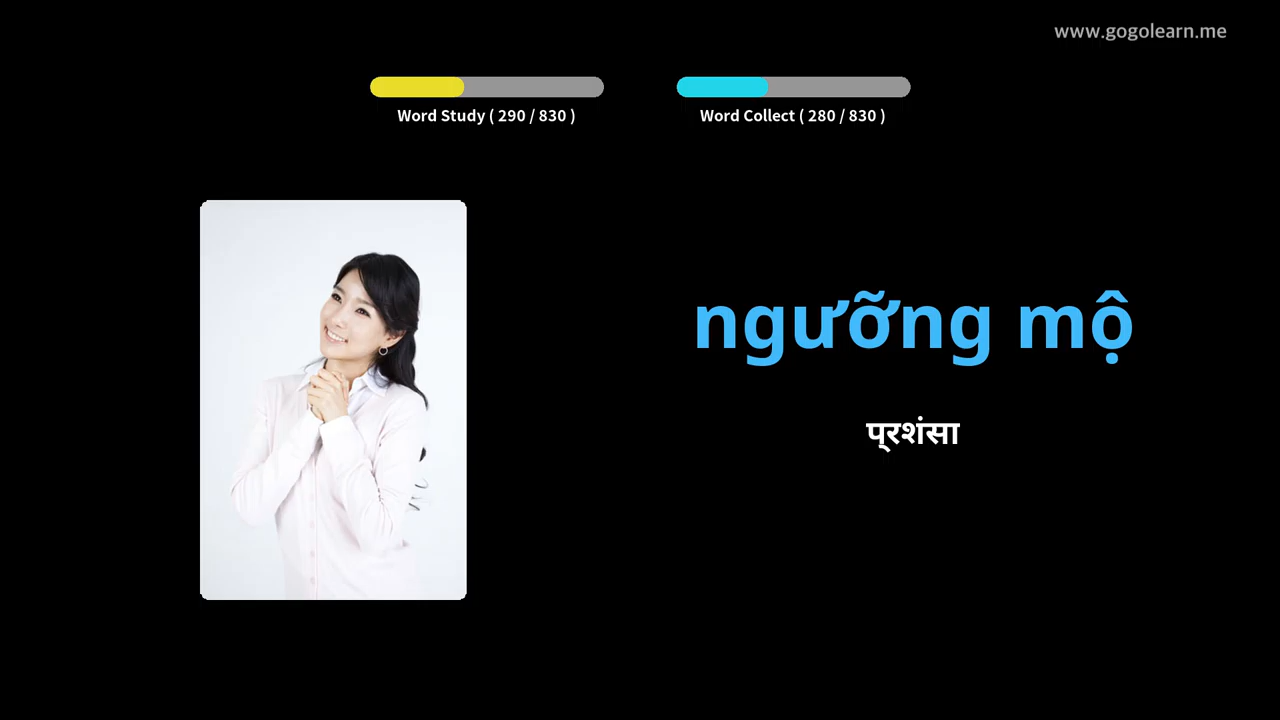 www.gogolearn.me
Word Study ( 290 / 830 )
Word Collect ( 280 / 830 )
ngưỡng mộ
प्रशंसा